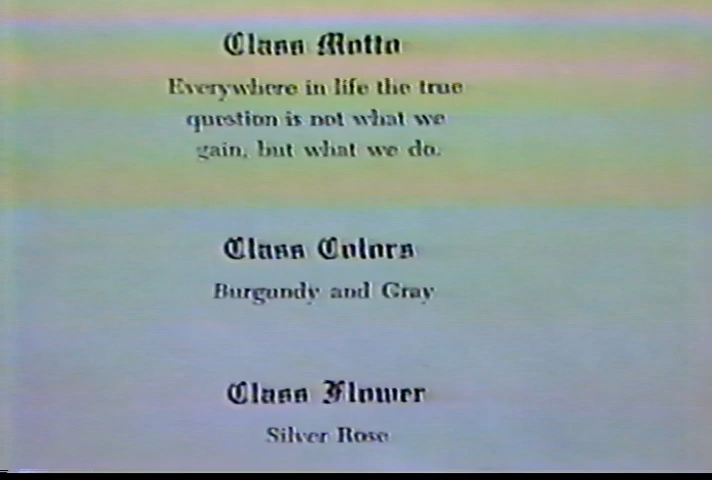 Class Motto
Everywhere in life the true
question is not what we
gain, but what we do.
Class Colors
Burgundy and Gray
Class Flower
Silver Rose